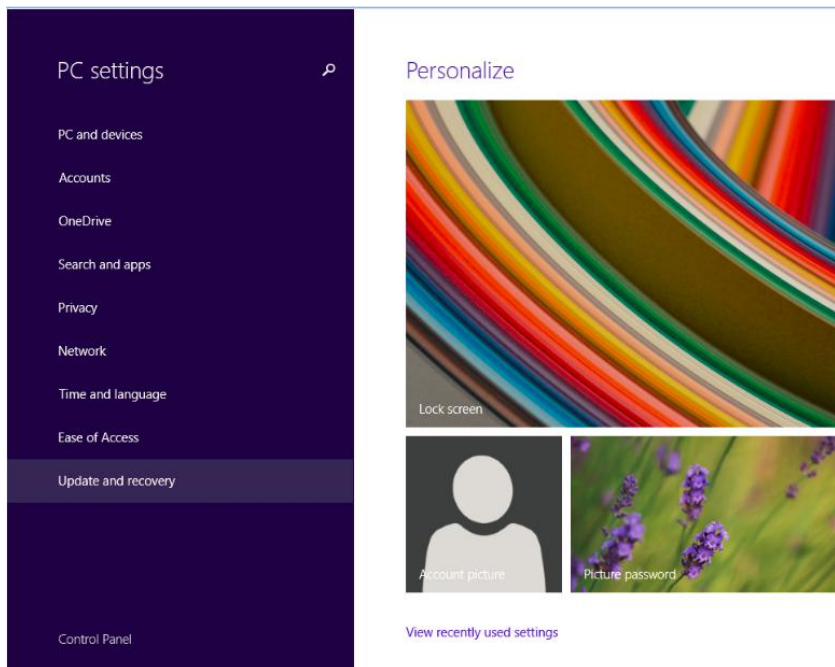 PC settings
PC and devices
Accounts
OneDrive
Search and apps
Privacy
Network
Time and language
Ease of Access
Update and recovery
Control Panel
Personalize
Lock screen
Account picture
Picture password
View recently used settings